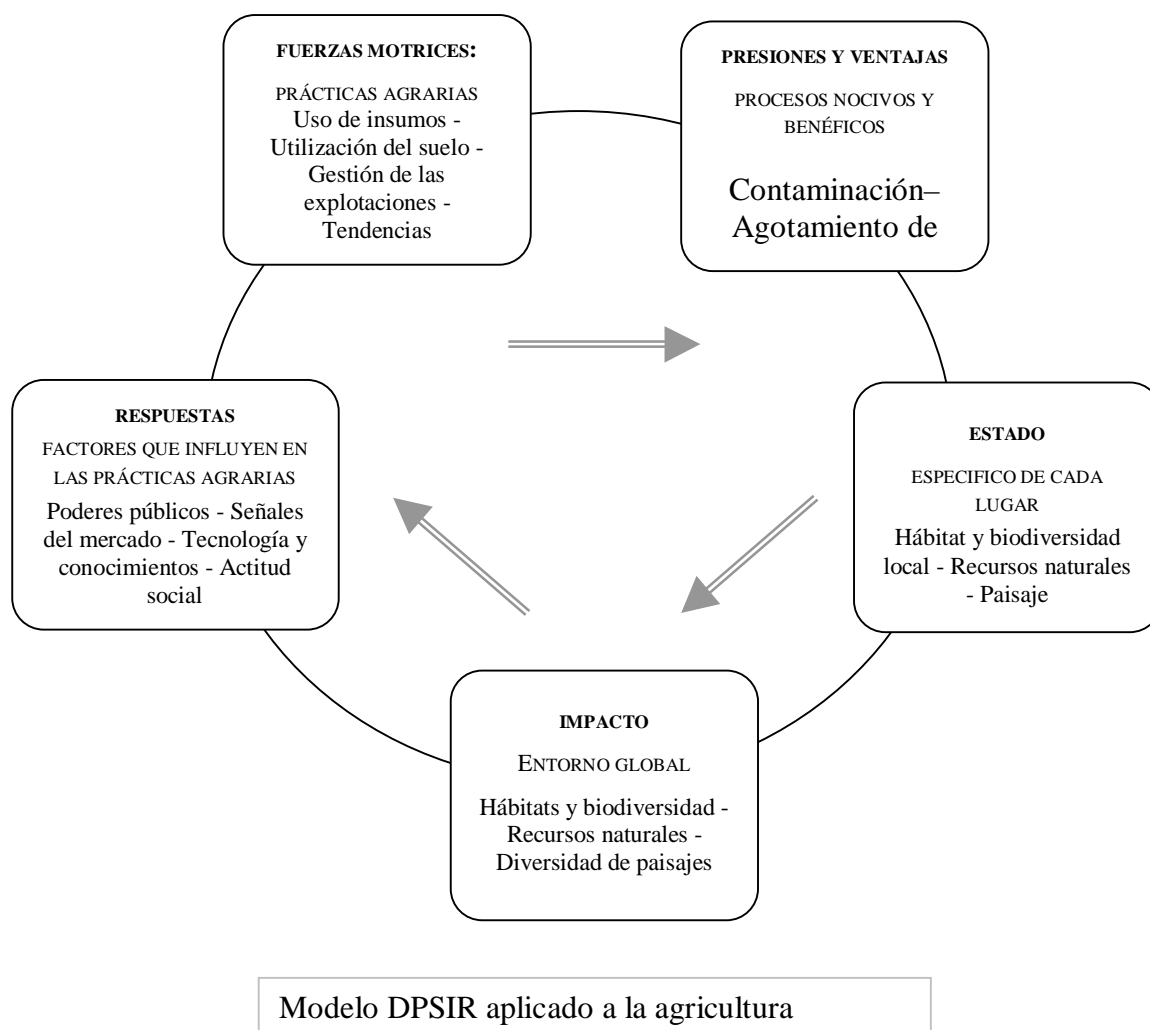 FUERZAS MOTRICES:
PRÁCTICAS AGRARIAS
Uso de insumos -
Utilización del suelo -
Gestión de las
explotaciones -
Tendencias
PRESIONES Y VENTAJAS
PROCESOS NOCIVOS Y
BENÉFICOS
Contaminación–
Agotamiento de
ESTADO
ESPECIFICO DE CADA
LUGAR
Hábitat y biodiversidad
local - Recursos naturales
- Paisaje
IMPACTO
ENTORNO GLOBAL
Hábitats y biodiversidad -
Recursos naturales -
Diversidad de paisajes
RESPUESTAS
FACTORES QUE INFLUYEN EN
LAS PRÁCTICAS AGRARIAS
Poderes públicos - Señales
del mercado - Tecnología y
conocimientos - Actitud
social
Modelo DPSIR aplicado a la agricultura